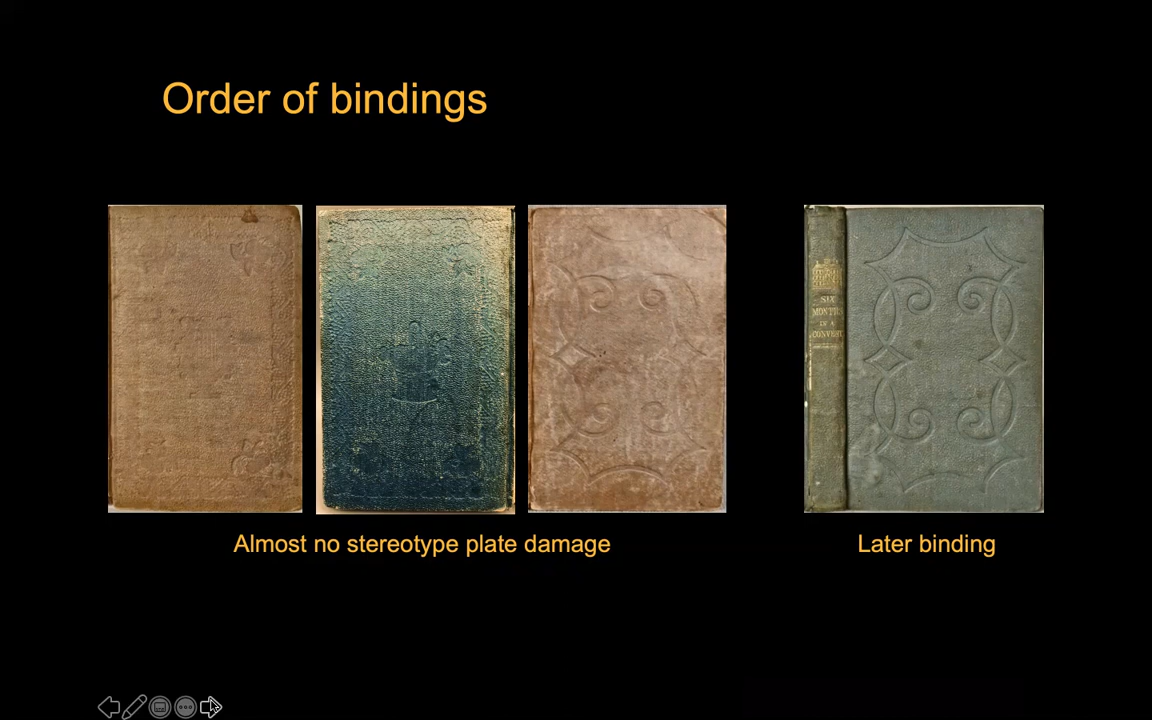 Order of bindings
SIX
MONTHS
IN A
CONVENT
Almost no stereotype plate damage
Later binding